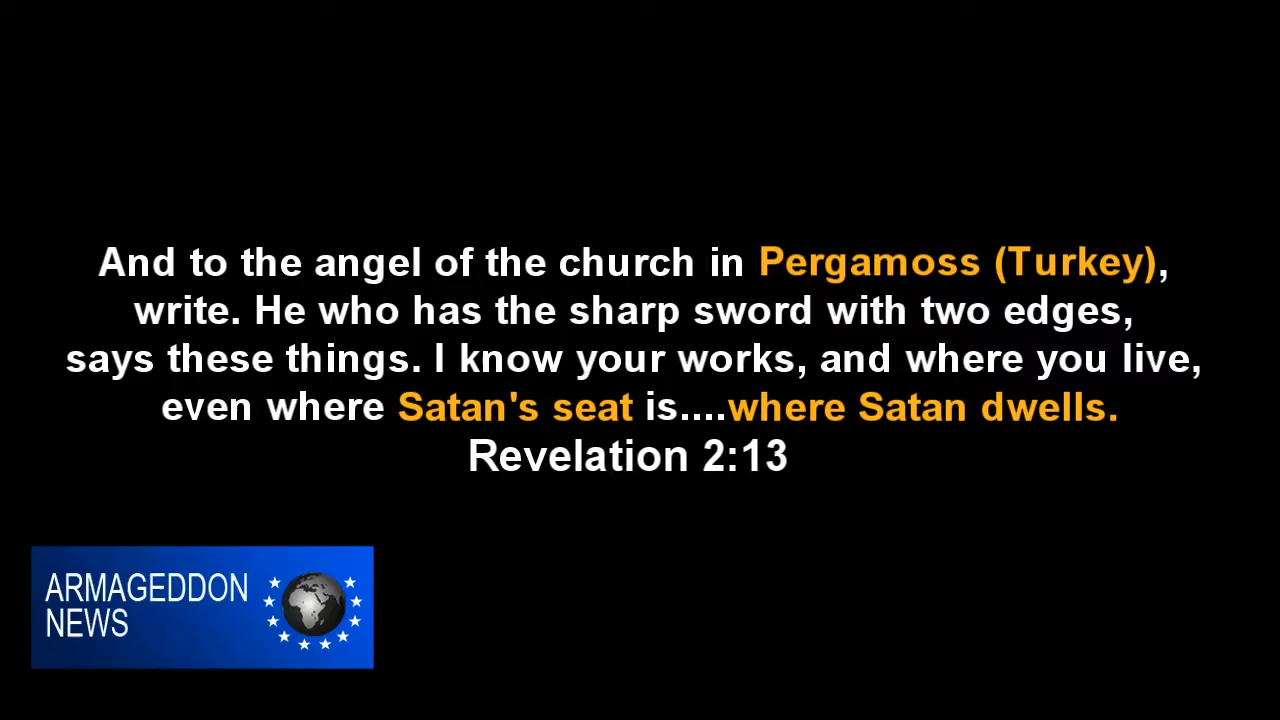 And to the angel of the church in Pergamoss (Turkey),
write. He who has the sharp sword with two edges,
says these things. I know your works, and where you live,
even where Satan's seat is....where Satan dwells.
Revelation 2:13
ARMAGEDDON
NEWS